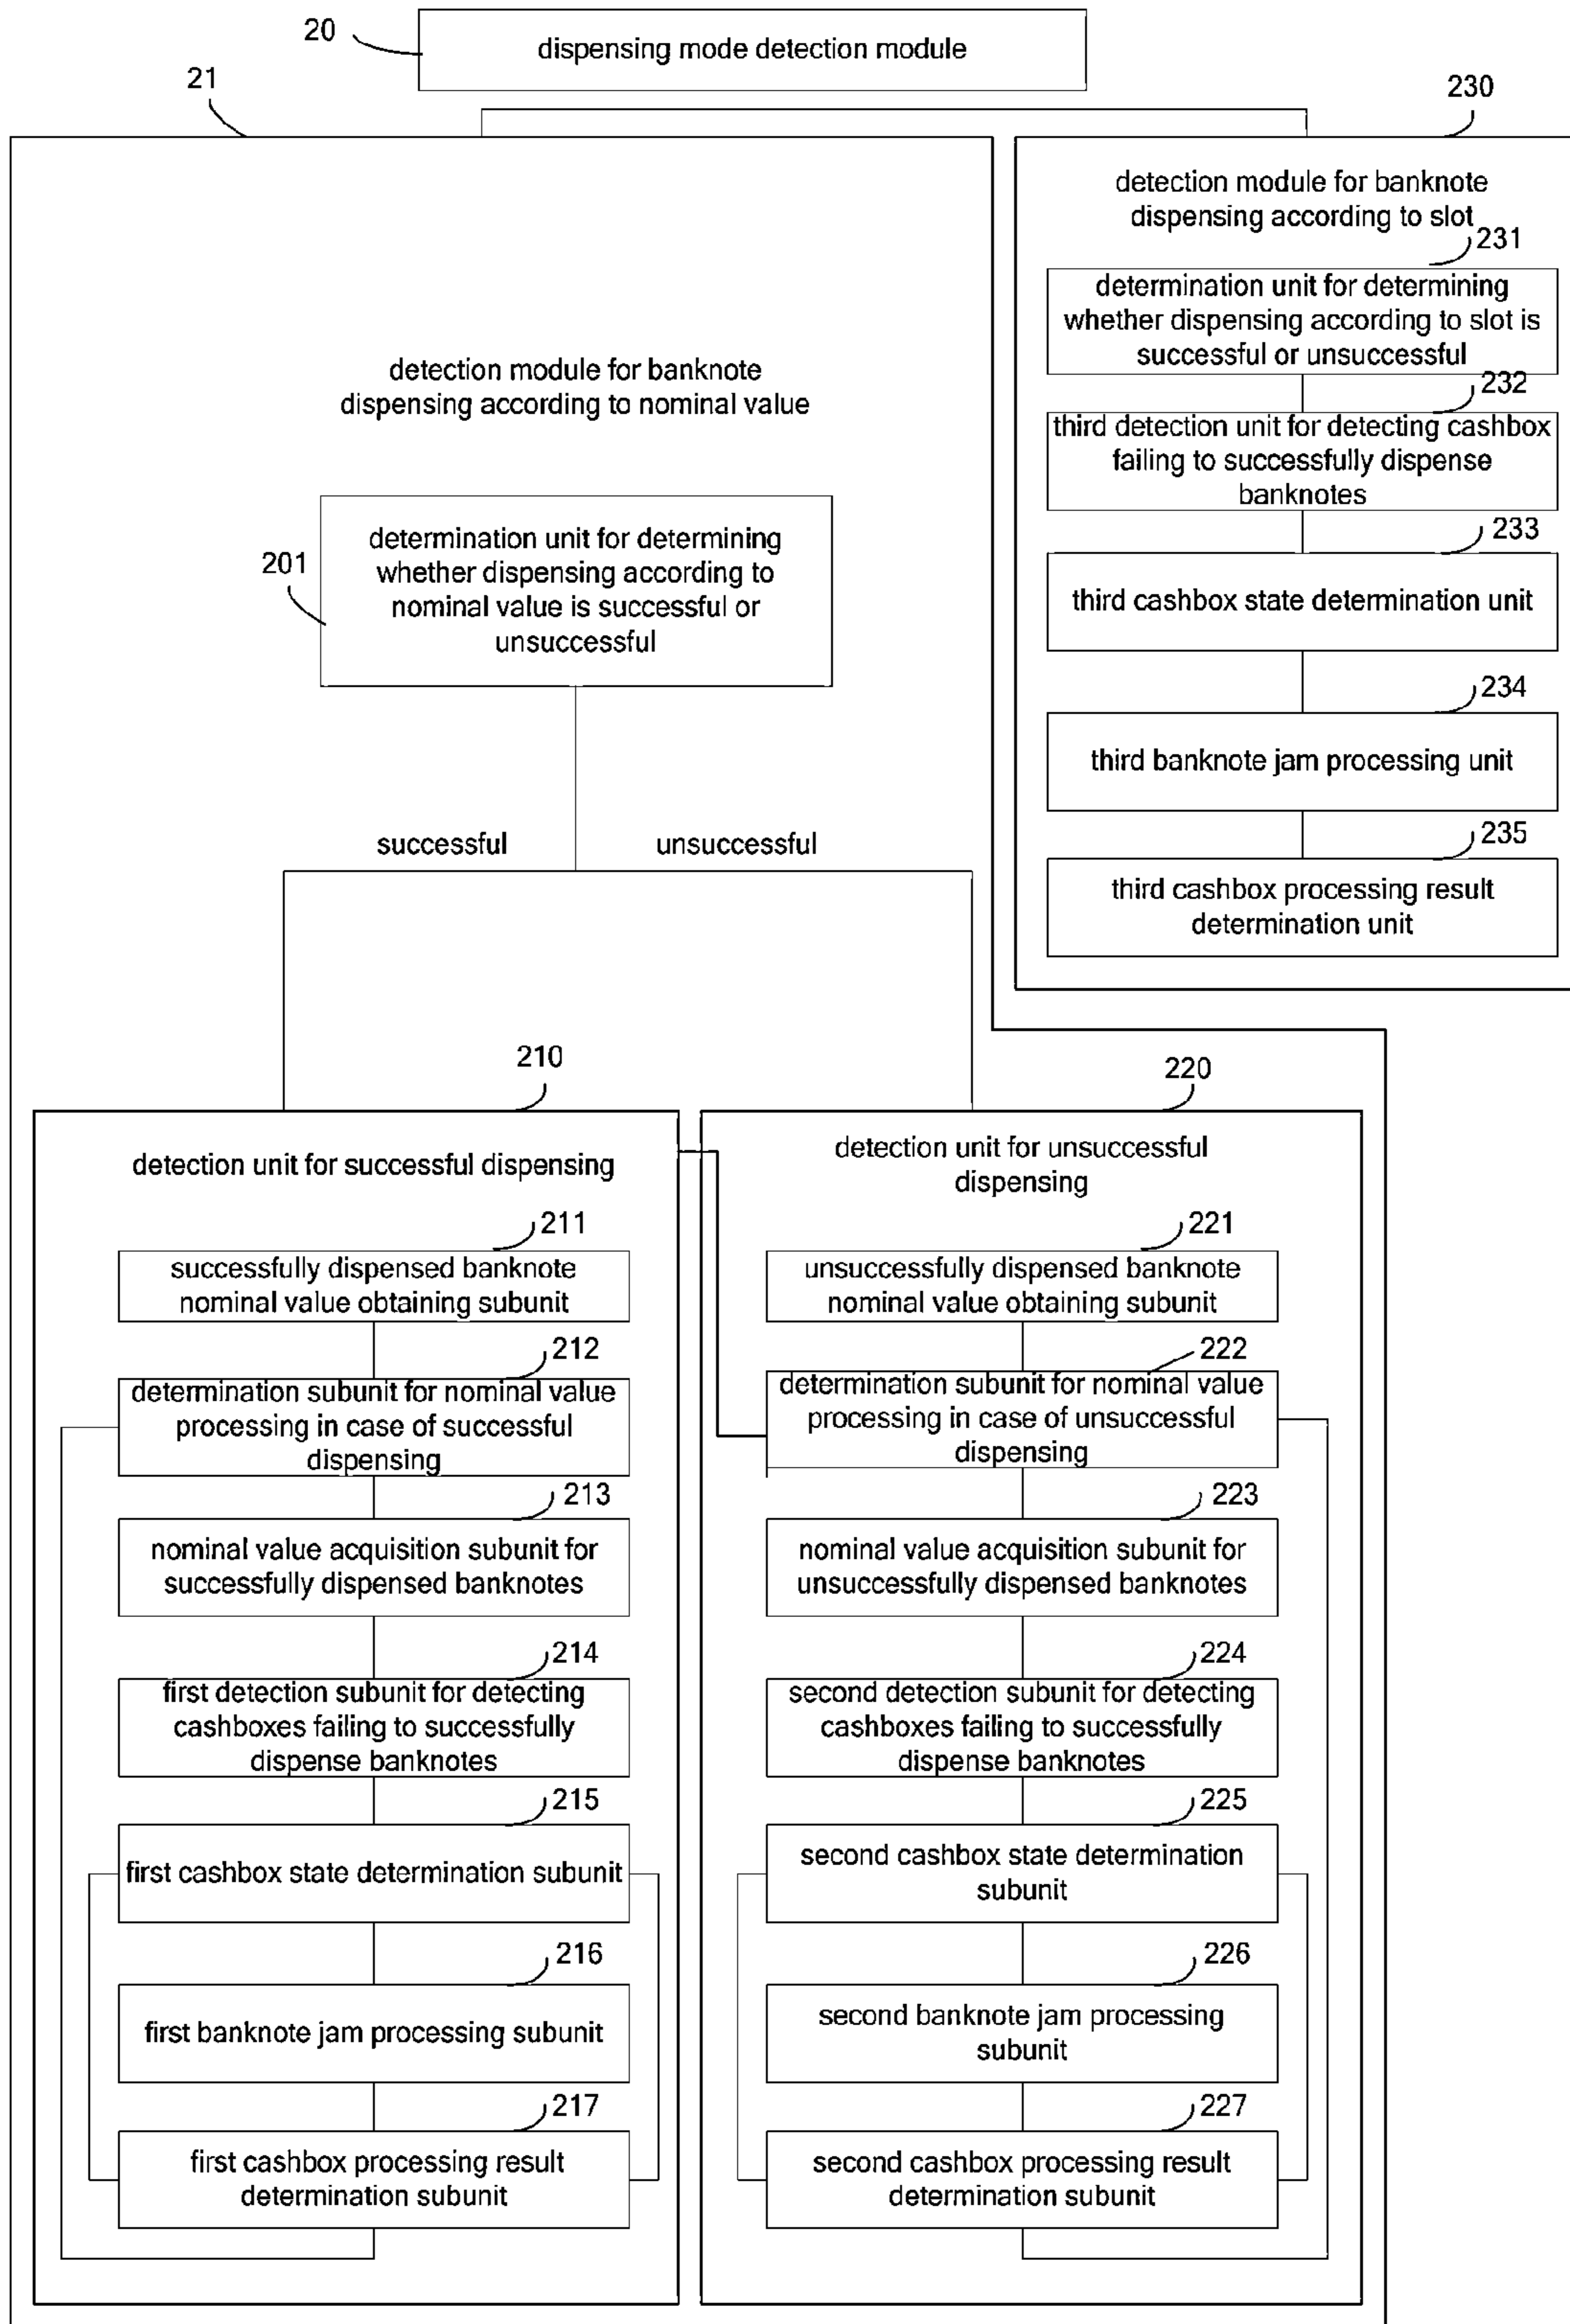 20
dispensing mode detection module
21
230
detection module for banknote
dispensing according to slot
231
determination unit for determining
whether dispensing according to slot is
successful or unsuccessful
232
third detection unit for detecting cashbox
failing to successfully dispense
banknotes
233
third cashbox state determination unit
234
third banknote jam processing unit
235
third cashbox processing result
determination unit
detection module for banknote
dispensing according to nominal value
201
determination unit for determining
whether dispensing according to
nominal value is successful or
unsuccessful
successful
unsuccessful
210
detection unit for successful dispensing
211
successfully dispensed banknote
nominal value obtaining subunit
212
determination subunit for nominal value
processing in case of successful
dispensing
213
nominal value acquisition subunit for
successfully dispensed banknotes
214
first detection subunit for detecting
cashboxes failing to successfully
dispense banknotes
215
first cashbox state determination subunit
216
first banknote jam processing subunit
217
first cashbox processing result
determination subunit
220
detection unit for unsuccessful
dispensing
221
unsuccessfully dispensed banknote
nominal value obtaining subunit
222
determination subunit for nominal value
processing in case of unsuccessful
dispensing
223
nominal value acquisition subunit for
unsuccessfully dispensed banknotes
224
second detection subunit for detecting
cashboxes failing to successfully
dispense banknotes
225
second cashbox state determination
subunit
226
second banknote jam processing
subunit
227
second cashbox processing result
determination subunit